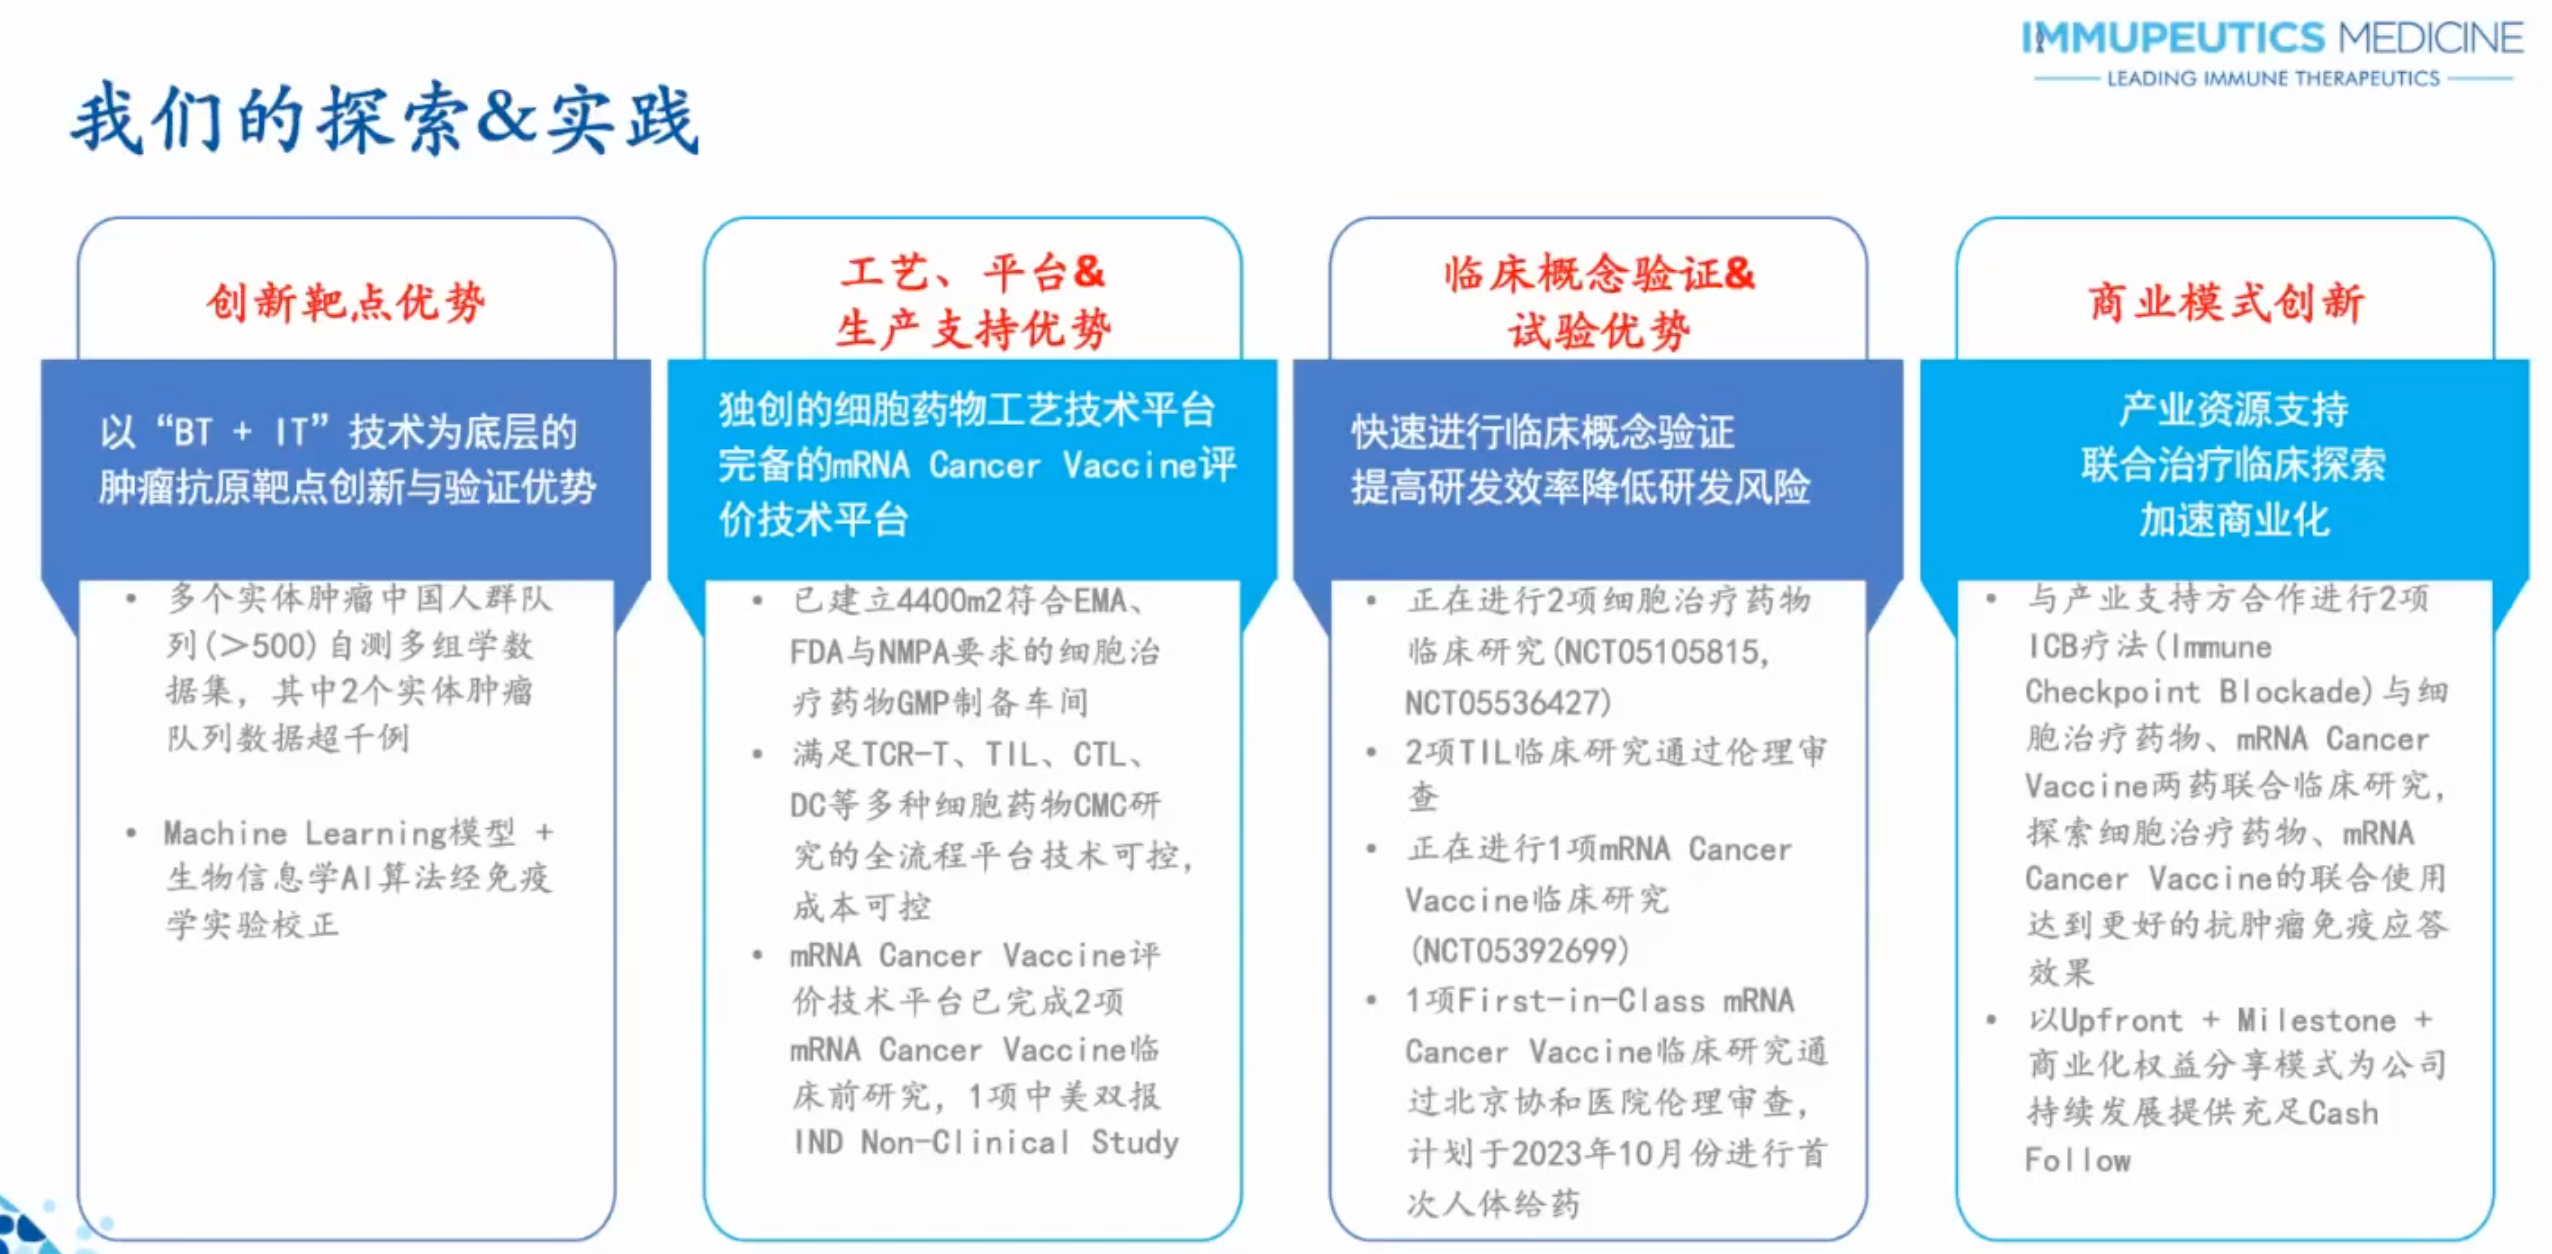 IMMUPEUTICS MEDICINE
LEADING IMMUNE THERAPEUTICS
我们的探索&实践
创新靶点优势
以“BT + IT”技术为底层的
肿瘤抗原靶点创新与验证优势
• 多个实体肿瘤中国人群队
列(>500)自测多组学数
据集，其中2个实体肿瘤
队列数据超千例
• Machine Learning模型 +
生物信息学AI算法经免疫
学实验校正
工艺、平台&
生产支持优势
独创的细胞药物工艺技术平台
完备的mRNA Cancer Vaccine评
价技术平台
• 已建立4400m2符合EMA、
FDA与NMPA要求的细胞治
疗药物GMP制备车间
• 满足TCR-T、TIL、CTL、
DC等多种细胞药物CMC研
究的全流程平台技术可控，
成本可控
• mRNA Cancer Vaccine评
价技术平台已完成2项
mRNA Cancer Vaccine临
床前研究，1项中美双报
IND Non-Clinical Study
临床概念验证&
试验优势
快速进行临床概念验证
提高研发效率降低研发风险
• 正在进行2项细胞治疗药物
临床研究(NCT05105815,
NCT05536427)
• 2项TIL临床研究通过伦理审
查
• 正在进行1项mRNA Cancer
Vaccine临床研究
(NCT05392699)
• 1项First-in-Class mRNA
Cancer Vaccine临床研究通
过北京协和医院伦理审查，
计划于2023年10月份进行首
次人体给药
商业模式创新
产业资源支持
联合治疗临床探索
加速商业化
• 与产业支持方合作进行2项
ICB疗法(Immune
Checkpoint Blockade)与细
胞治疗药物、mRNA Cancer
Vaccine两药联合临床研究，
探索细胞治疗药物、mRNA
Cancer Vaccine的联合使用
达到更好的抗肿瘤免疫应答
效果
• 以Upfront + Milestone +
商业化权益分享模式为公司
持续发展提供充足Cash
Follow